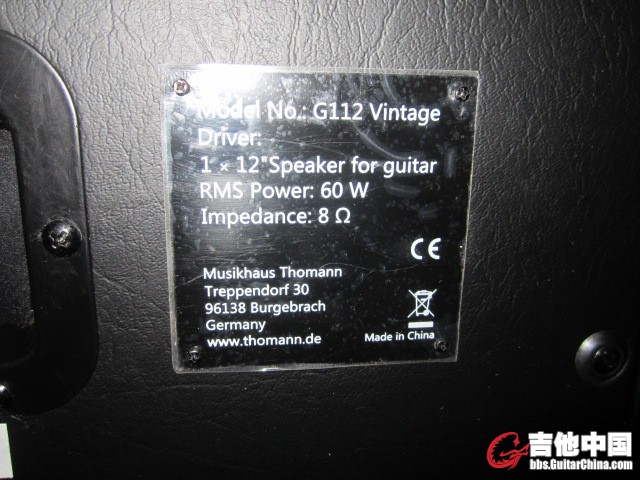 Model No.: G112 Vintage
Driver:
1 × 12"Speaker for guitar
RMS Power: 60 W
Impedance: 8 Ω
CE
Musikhaus Thomann
Treppendorf 30
96138 Burgebrach
Germany
www.thomann.de
Made in China
吉他中国
bbs.GuitarChina.com